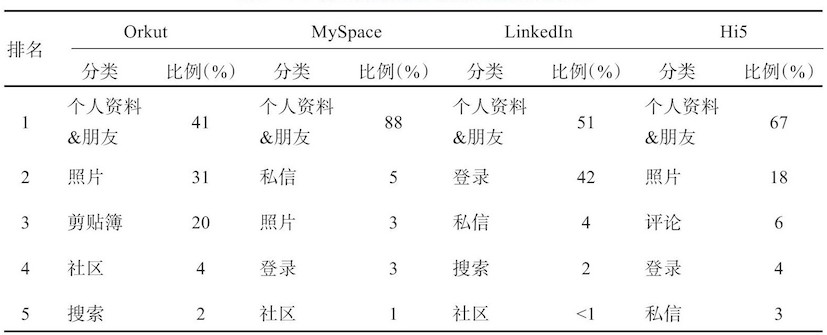 排名 Orkut MySpace LinkedIn Hi5
分类 比例(%) 分类 比例(%) 分类 比例(%) 分类 比例(%)
1 个人资料&朋友 41 个人资料&朋友 88 个人资料&朋友 51 个人资料&朋友 67
2 照片 31 私信 5 登录 42 照片 18
3 剪贴簿 20 照片 3 私信 4 评论 6
4 社区 4 登录 3 搜索 2 登录 4
5 搜索 2 社区 1 社区 <1 私信 3